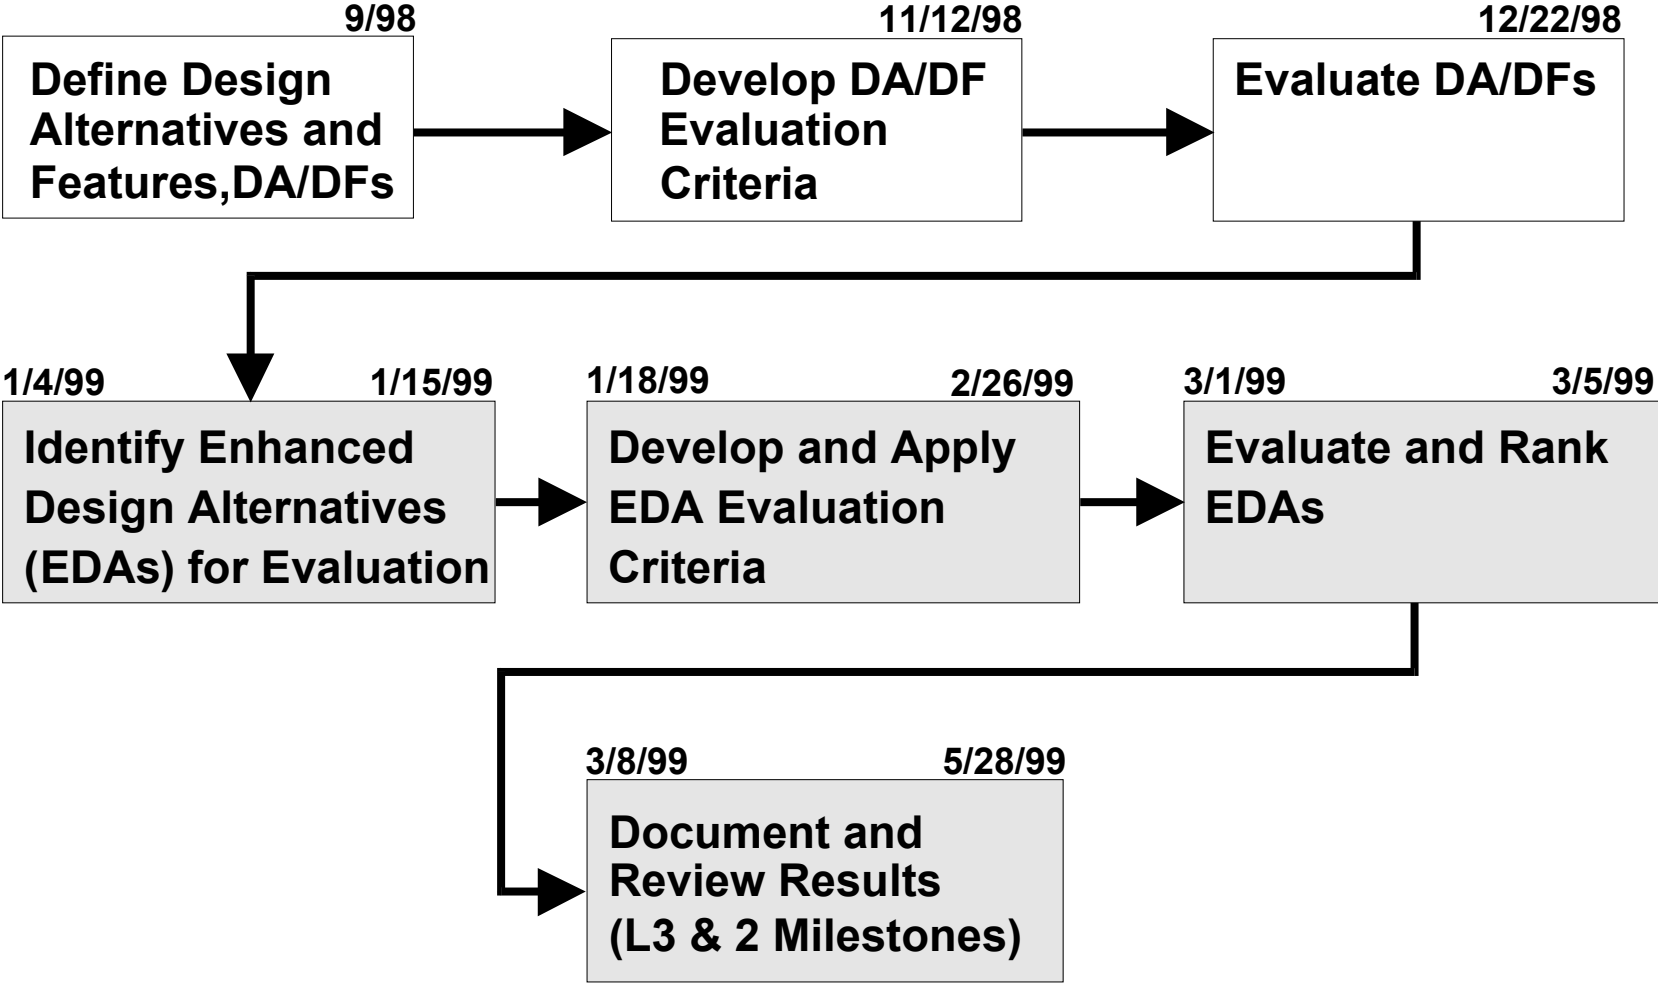 9/98
Define Design
Alternatives and
Features,DA/DFs
11/12/98
Develop DA/DF
Evaluation
Criteria
12/22/98
Evaluate DA/DFs
1/4/99 1/15/99
Identify Enhanced
Design Alternatives
(EDAs) for Evaluation
1/18/99 2/26/99
Develop and Apply
EDA Evaluation
Criteria
3/1/99 3/5/99
Evaluate and Rank
EDAs
3/8/99 5/28/99
Document and
Review Results
(L3 & 2 Milestones)